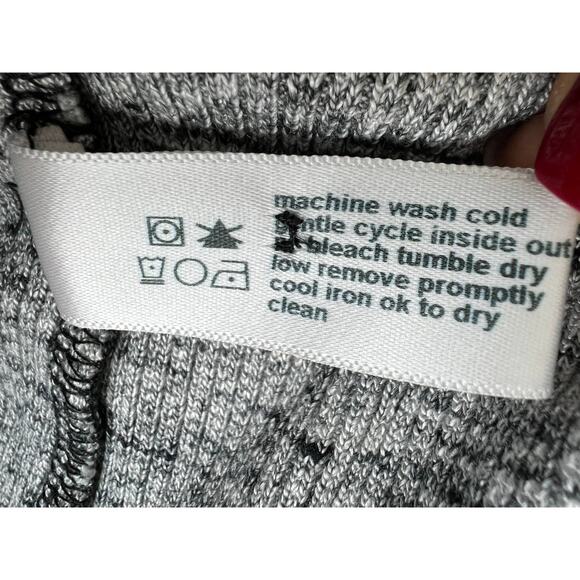 machine wash cold
cycle inside out
bleach tumble dry
low remove promptly
cool iron ok to dry
clean